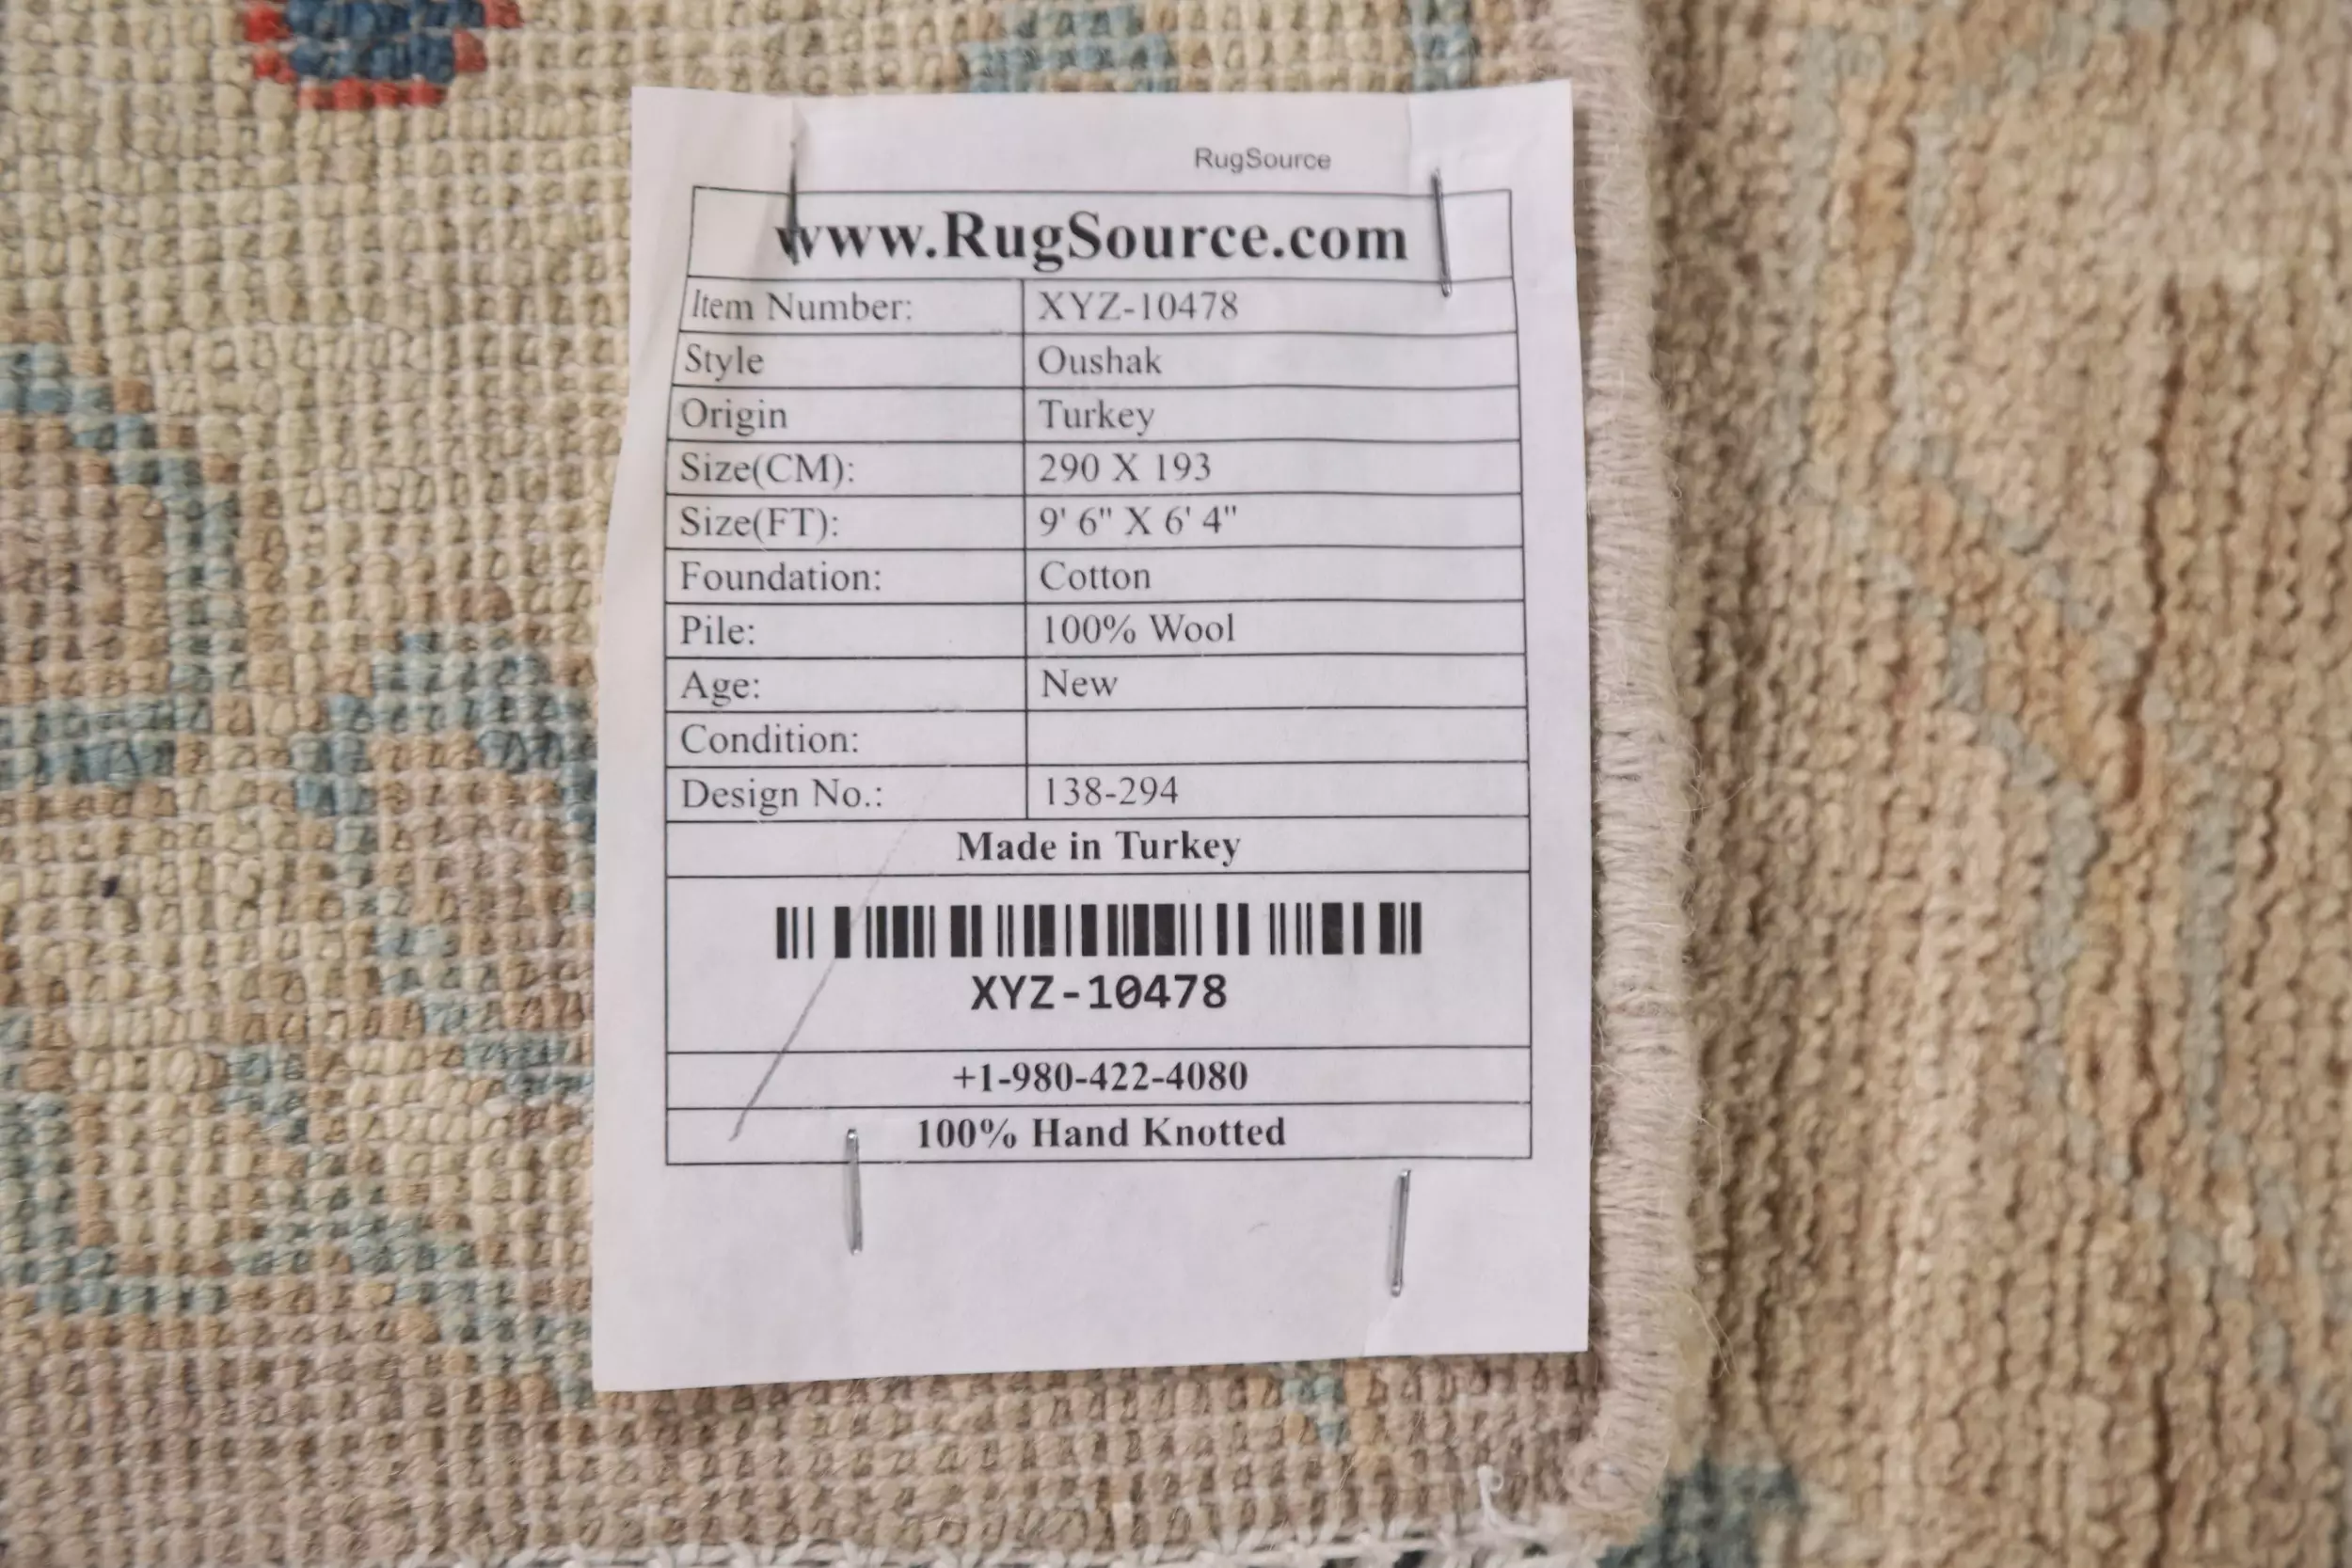 RugSource
www.RugSource.com
Item Number: XYZ-10478
Style Oushak
Origin Turkey
Size(CM): 290 X 193
Size(FT): 9' 6" X 6' 4"
Foundation: Cotton
Pile: 100% Wool
Age: New
Condition:
Design No.: 138-294
Made in Turkey
XYZ-10478
+1-980-422-4080
100% Hand Knotted